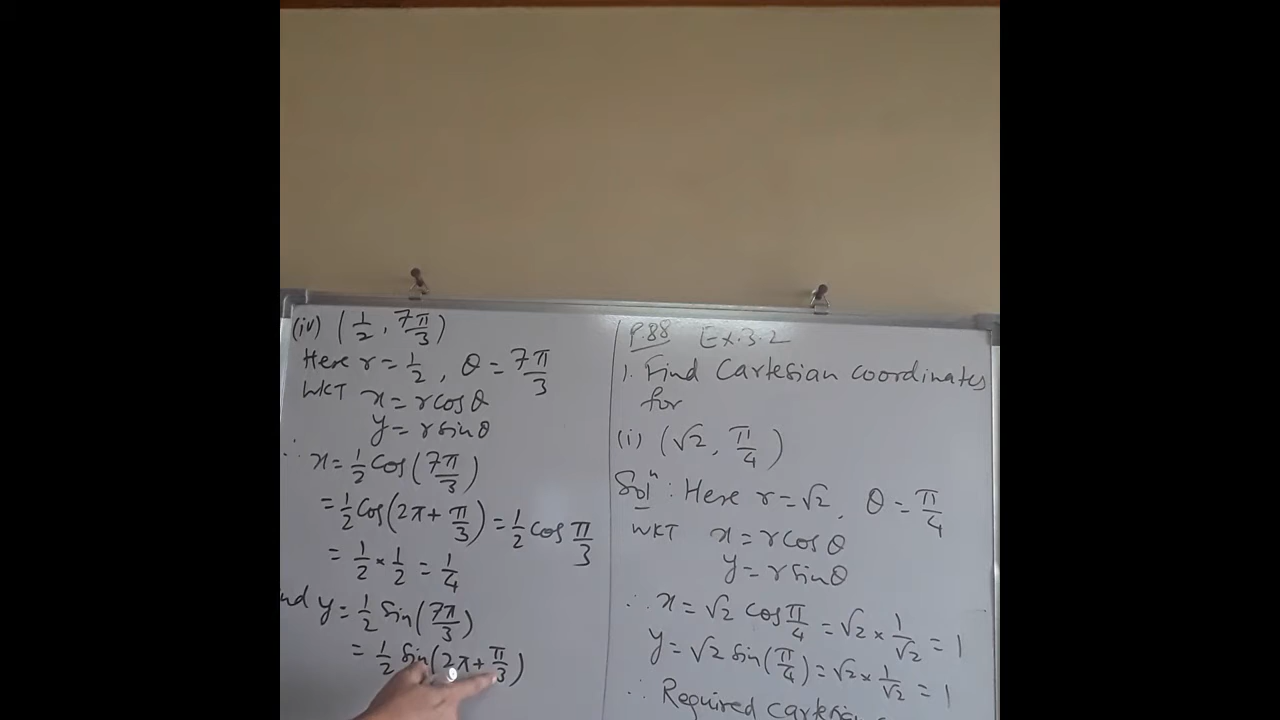 (iv) (1/2, 7π/3)
Here r = 1/2, θ = 7π/3
WKT x = r cos θ
y = r sin θ
∴ x = 1/2 cos(7π/3)
= 1/2 cos(2π + π/3) = 1/2 cos π/3
= 1/2 × 1/2 = 1/4
nd y = 1/2 sin(7π/3)
= 1/2 sin(2π + π/3)
P.88 Ex.3.2
1. Find Cartesian coordinates
for
(i) (√2, π/4)
Solⁿ: Here r = √2, θ = π/4
WKT x = r cos θ
y = r sin θ
∴ x = √2 cos π/4 = √2 × 1/√2 = 1
y = √2 sin(π/4) = √2 × 1/√2 = 1
∴ Required cartesian